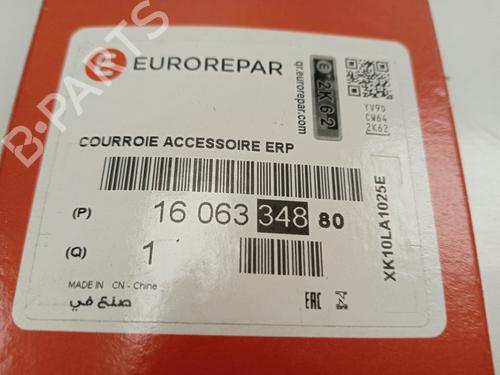 B-PARTS
EUROREPAR
qr.eurorepar.com
e 2K62
YV90
CW64
2K62
COURROIE ACCESSOIRE ERP
(P) 16 063 348 80
(Q) 1
XK10LA1025E
MADE IN CN - Chine
صنع في
EAC